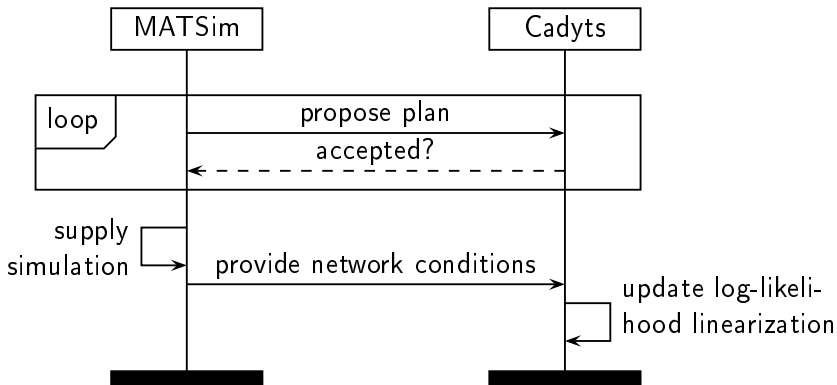 MATSim
Cadyts
loop
propose plan
accepted?
supply
simulation
provide network conditions
update log-likeli-
hood linearization